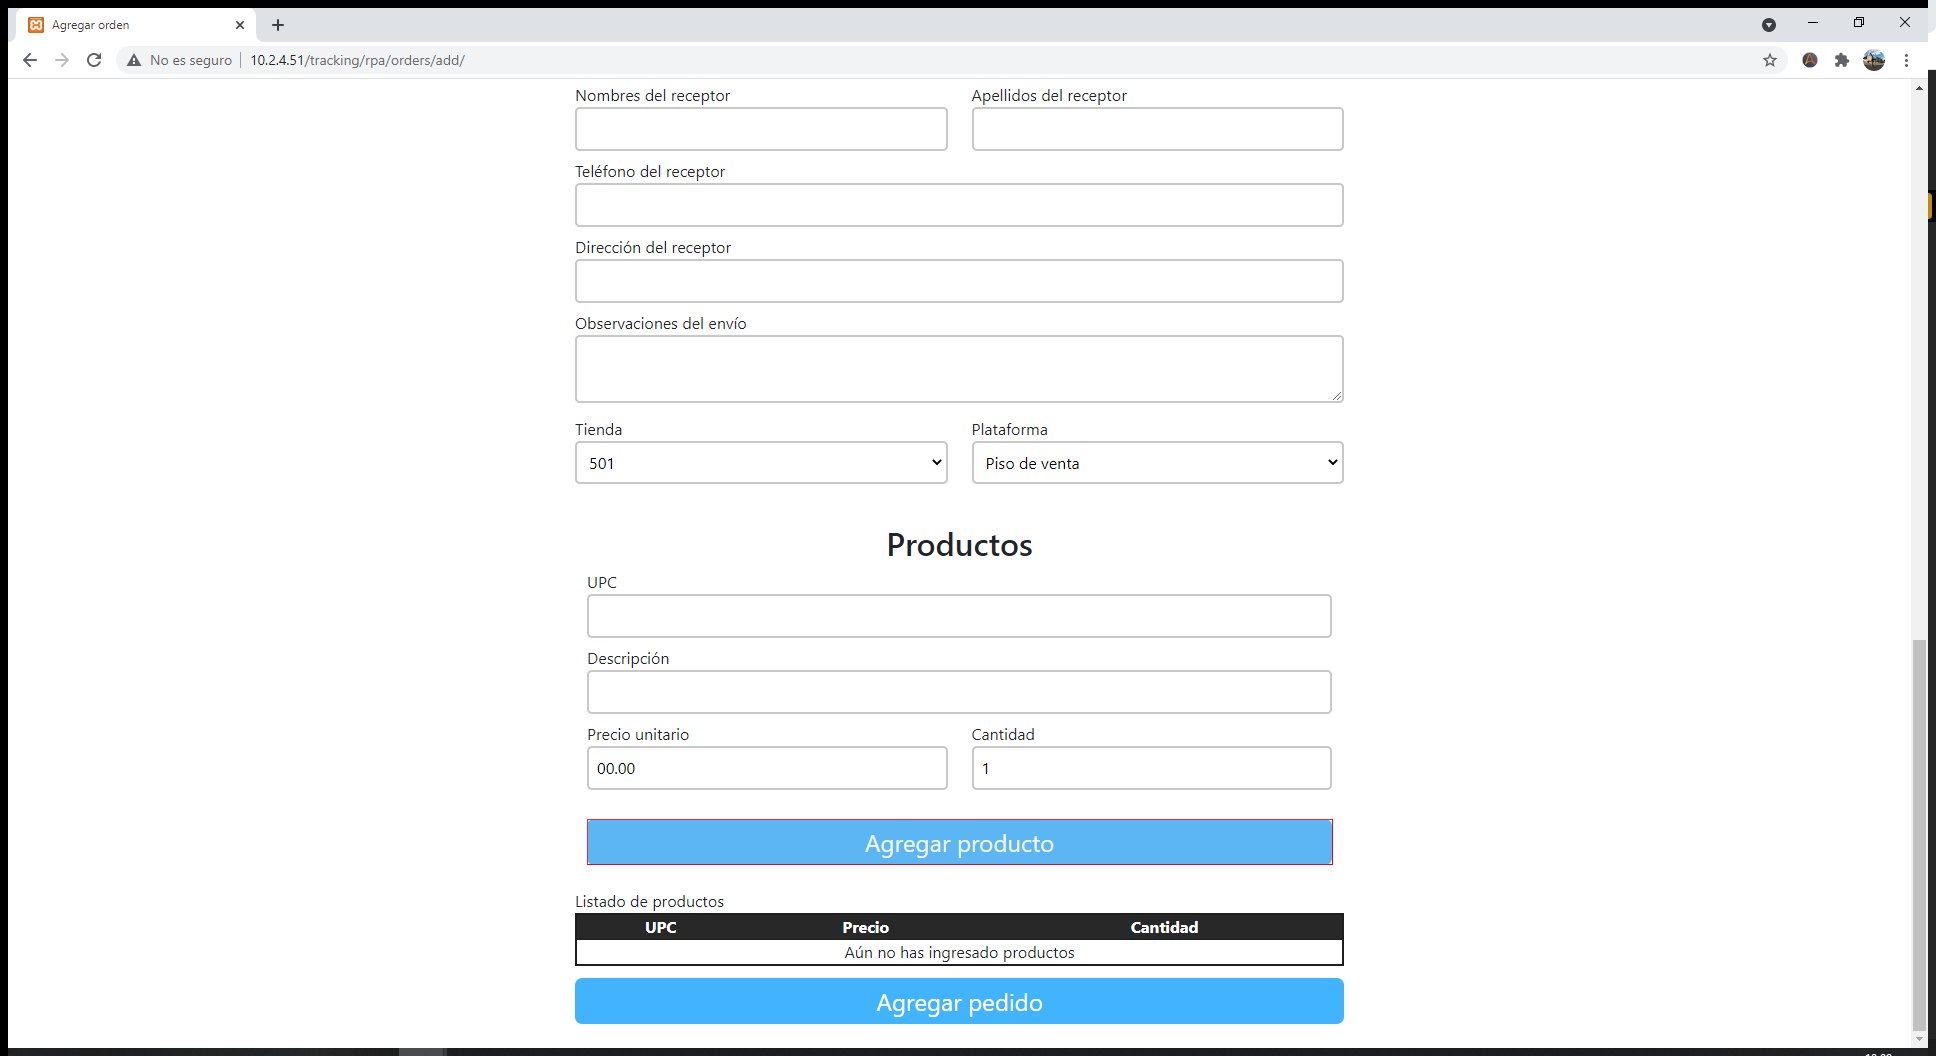 Agregar orden
No es seguro 10.2.4.51/tracking/rpa/orders/add/
Nombres del receptor Apellidos del receptor
Teléfono del receptor
Dirección del receptor
Observaciones del envío
Tienda Plataforma
501 Piso de venta
Productos
UPC
Descripción
Precio unitario Cantidad
00.00 1
Agregar producto
Listado de productos
UPC Precio Cantidad
Aún no has ingresado productos
Agregar pedido